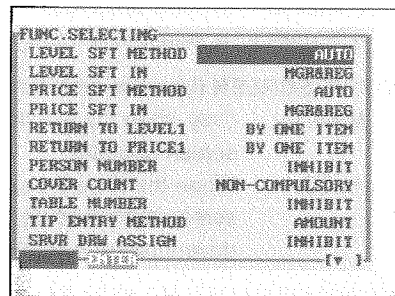 FUNC.SELECTING
LEVEL SFT METHOD AUTO
LEVEL SFT IN MGR&REG
PRICE SFT METHOD AUTO
PRICE SFT IN MGR&REG
RETURN TO LEVEL1 BY ONE ITEM
RETURN TO PRICE1 BY ONE ITEM
PERSON NUMBER INHIBIT
COVER COUNT NON-COMPULSORY
TABLE NUMBER INHIBIT
TIP ENTRY METHOD AMOUNT
SRVR DRW ASSIGN INHIBIT
ENTER [▼ ]